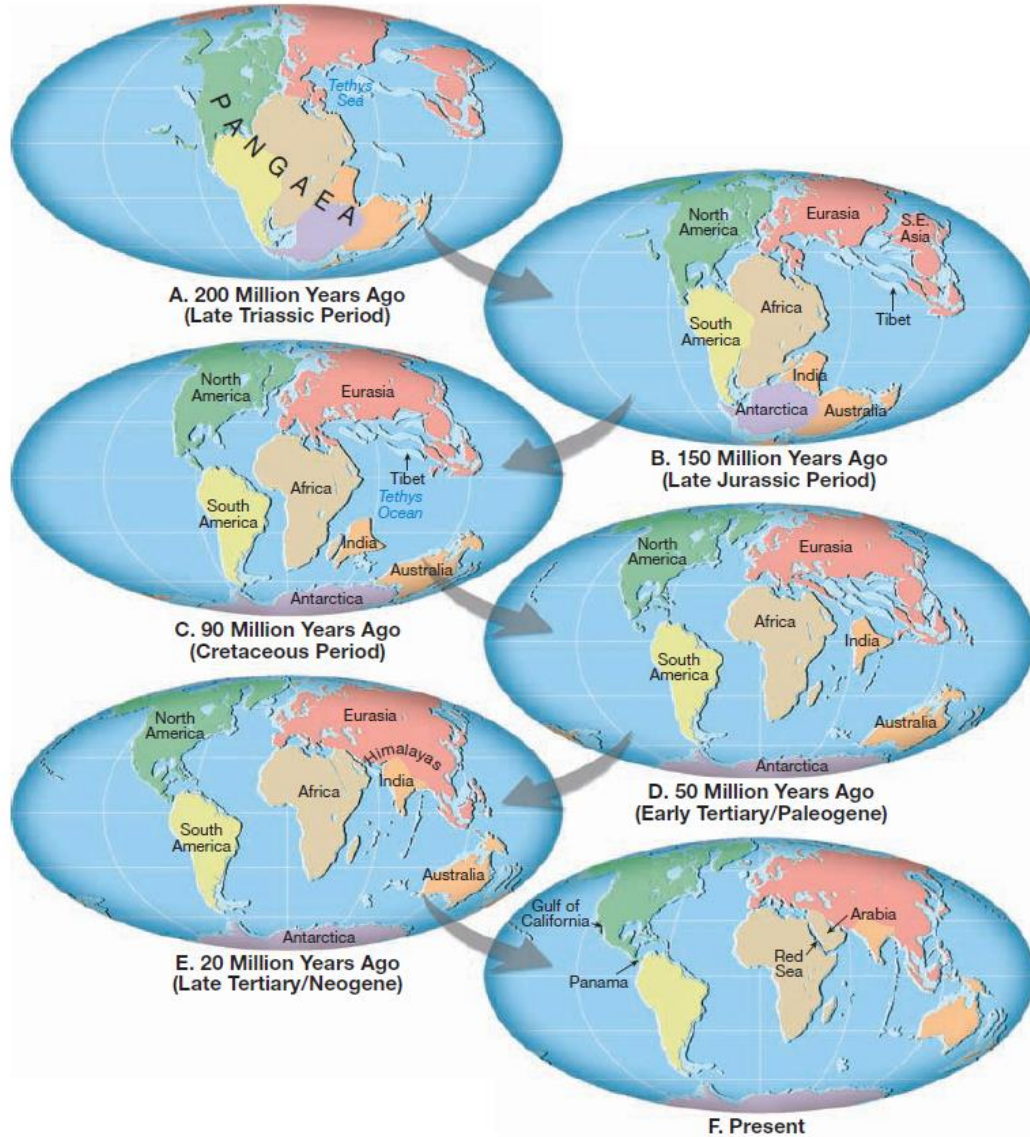 Tethys
Sea
PANGAEA
A. 200 Million Years Ago
(Late Triassic Period)
North
America
Eurasia
S.E.
Asia
Africa
Tibet
South
America
India
Antarctica
Australia
B. 150 Million Years Ago
(Late Jurassic Period)
North
America
Eurasia
Africa
Tibet
Tethys
Ocean
South
America
India
Australia
Antarctica
C. 90 Million Years Ago
(Cretaceous Period)
North
America
Eurasia
Africa
India
South
America
Australia
Antarctica
D. 50 Million Years Ago
(Early Tertiary/Paleogene)
North
America
Eurasia
Himalayas
India
Africa
South
America
Australia
Antarctica
E. 20 Million Years Ago
(Late Tertiary/Neogene)
Gulf of
California
Arabia
Red
Sea
Panama
F. Present